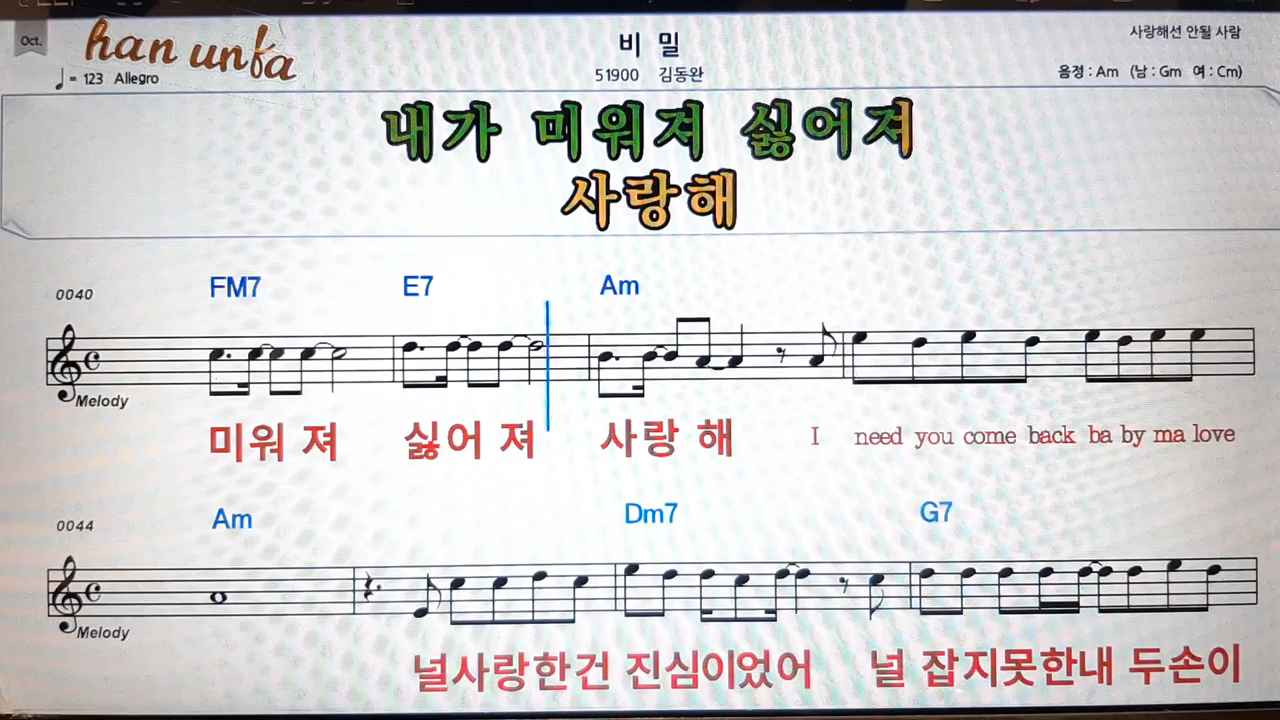 Oct.
han unfa
비 밀
사랑해선 안될 사람
♩ = 123 Allegro
51900 김동완
음정 : Am (남 : Gm 여 : Cm)
내가 미워져 싫어져
사랑해
0040
FM7 E7 Am
Melody
미워 져 싫어 져 사랑 해 I need you come back ba by ma love
0044
Am Dm7 G7
Melody
널사랑한건 진심이었어 널 잡지못한내 두손이